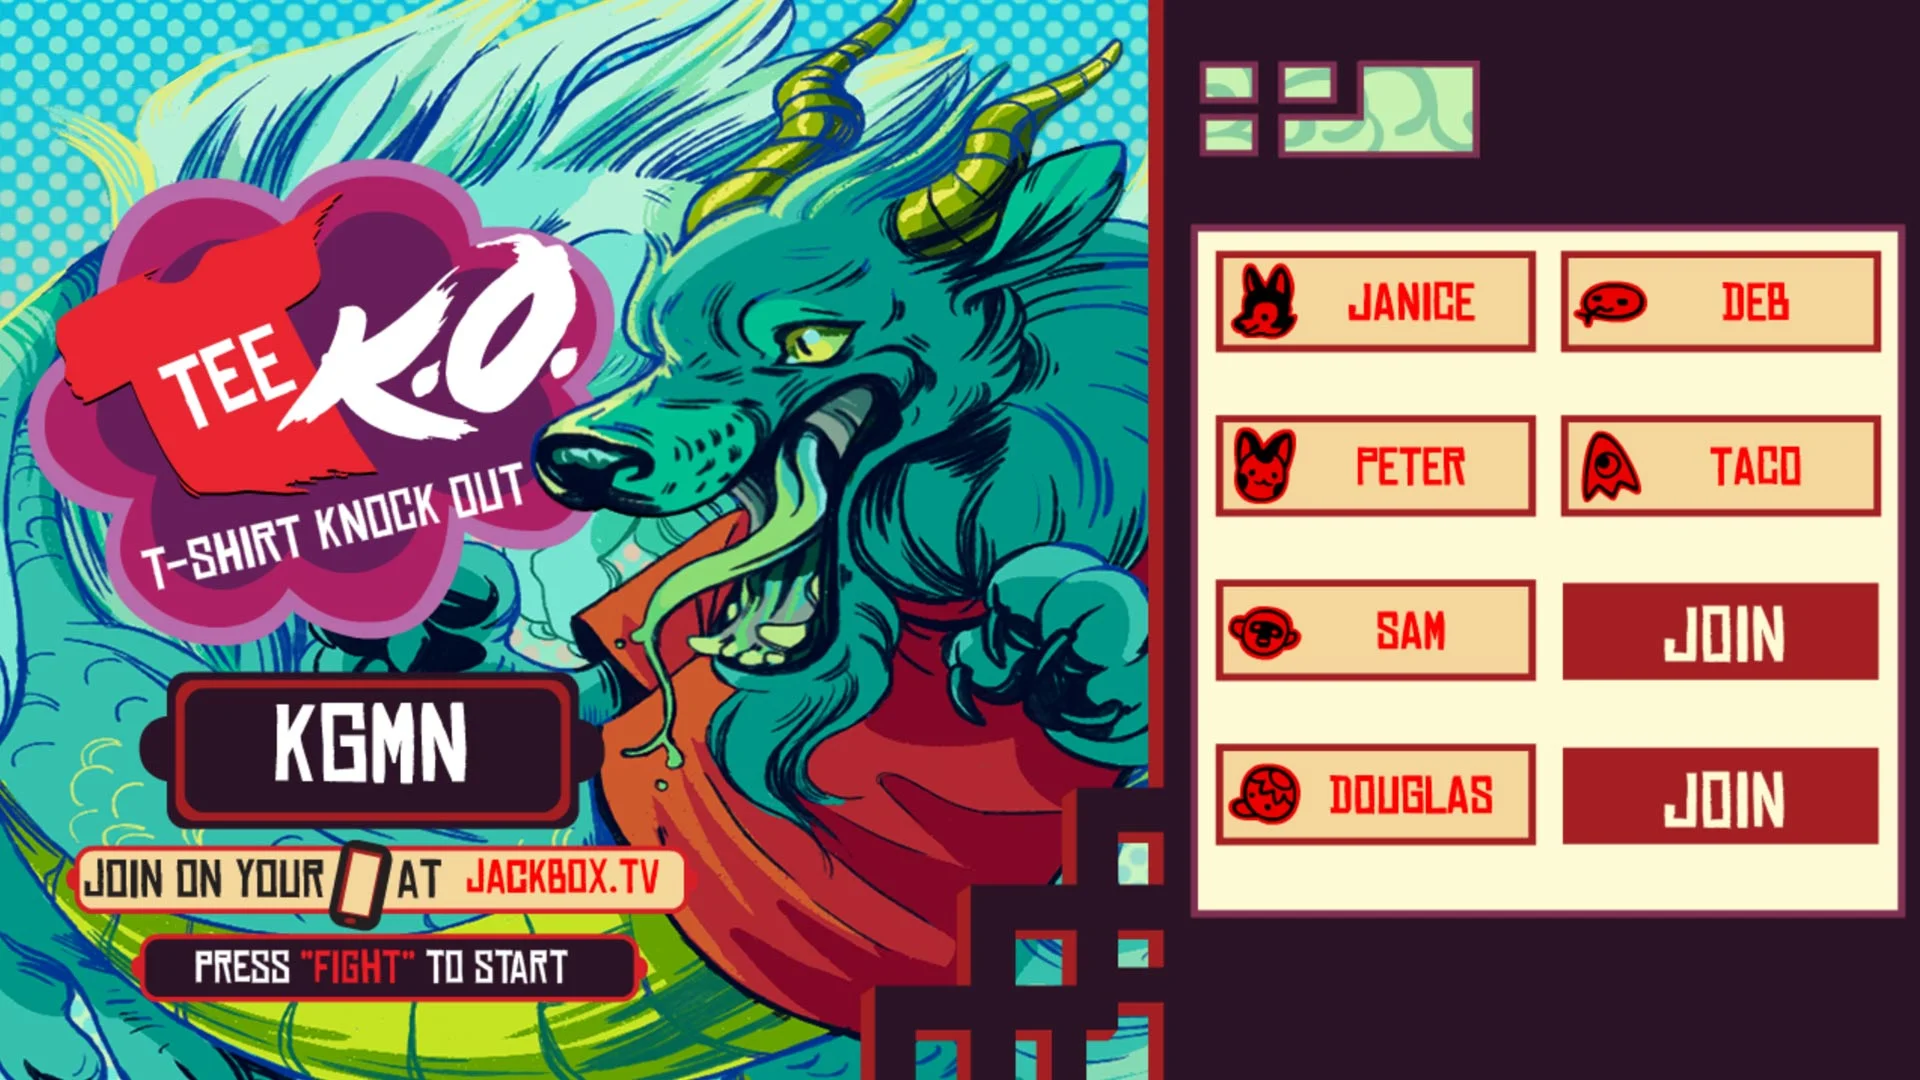 TEE K.O.
T-SHIRT KNOCK OUT
KGMN
JOIN ON YOUR AT JACKBOX.TV
PRESS "FIGHT" TO START
JANICE
DEB
PETER
TACO
SAM
JOIN
DOUGLAS
JOIN